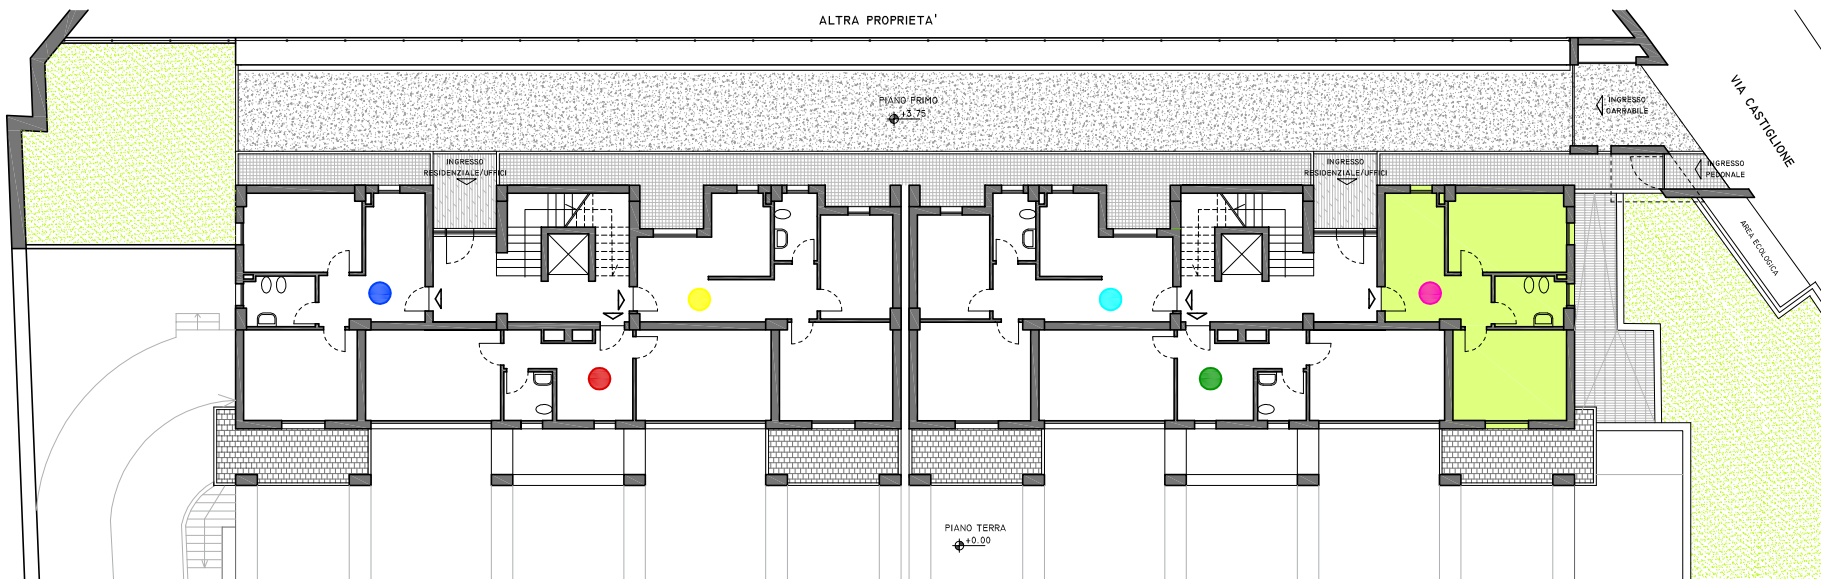 ALTRA PROPRIETA'
PIANO PRIMO
+3.75
INGRESSO
CARRABILE
VIA CASTIGLIONE
INGRESSO
RESIDENZIALE/UFFICI
INGRESSO
RESIDENZIALE/UFFICI
INGRESSO
PEDONALE
AREA ECOLOGICA
PIANO TERRA
+0.00